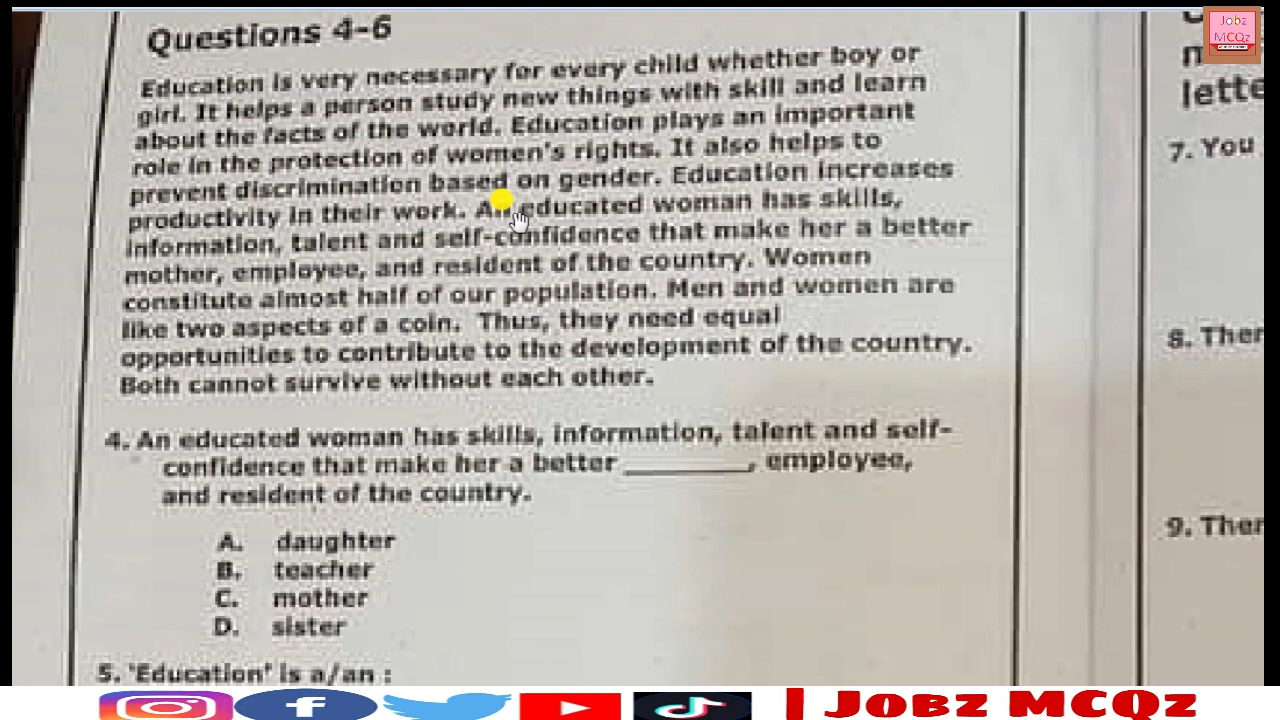 Questions 4-6
Education is very necessary for every child whether boy or
girl. It helps a person study new things with skill and learn
about the facts of the world. Education plays an important
role in the protection of women's rights. It also helps to
prevent discrimination based on gender. Education increases
productivity in their work. An educated woman has skills,
information, talent and self-confidence that make her a better
mother, employee, and resident of the country. Women
constitute almost half of our population. Men and women are
like two aspects of a coin. Thus, they need equal
opportunities to contribute to the development of the country.
Both cannot survive without each other.
4. An educated woman has skills, information, talent and self-
confidence that make her a better ________, employee,
and resident of the country.
A. daughter
B. teacher
C. mother
D. sister
5. 'Education' is a/an :
Jobz
MCQz
lette
7. You
8. Ther
9. Ther
| Jobz MCQz